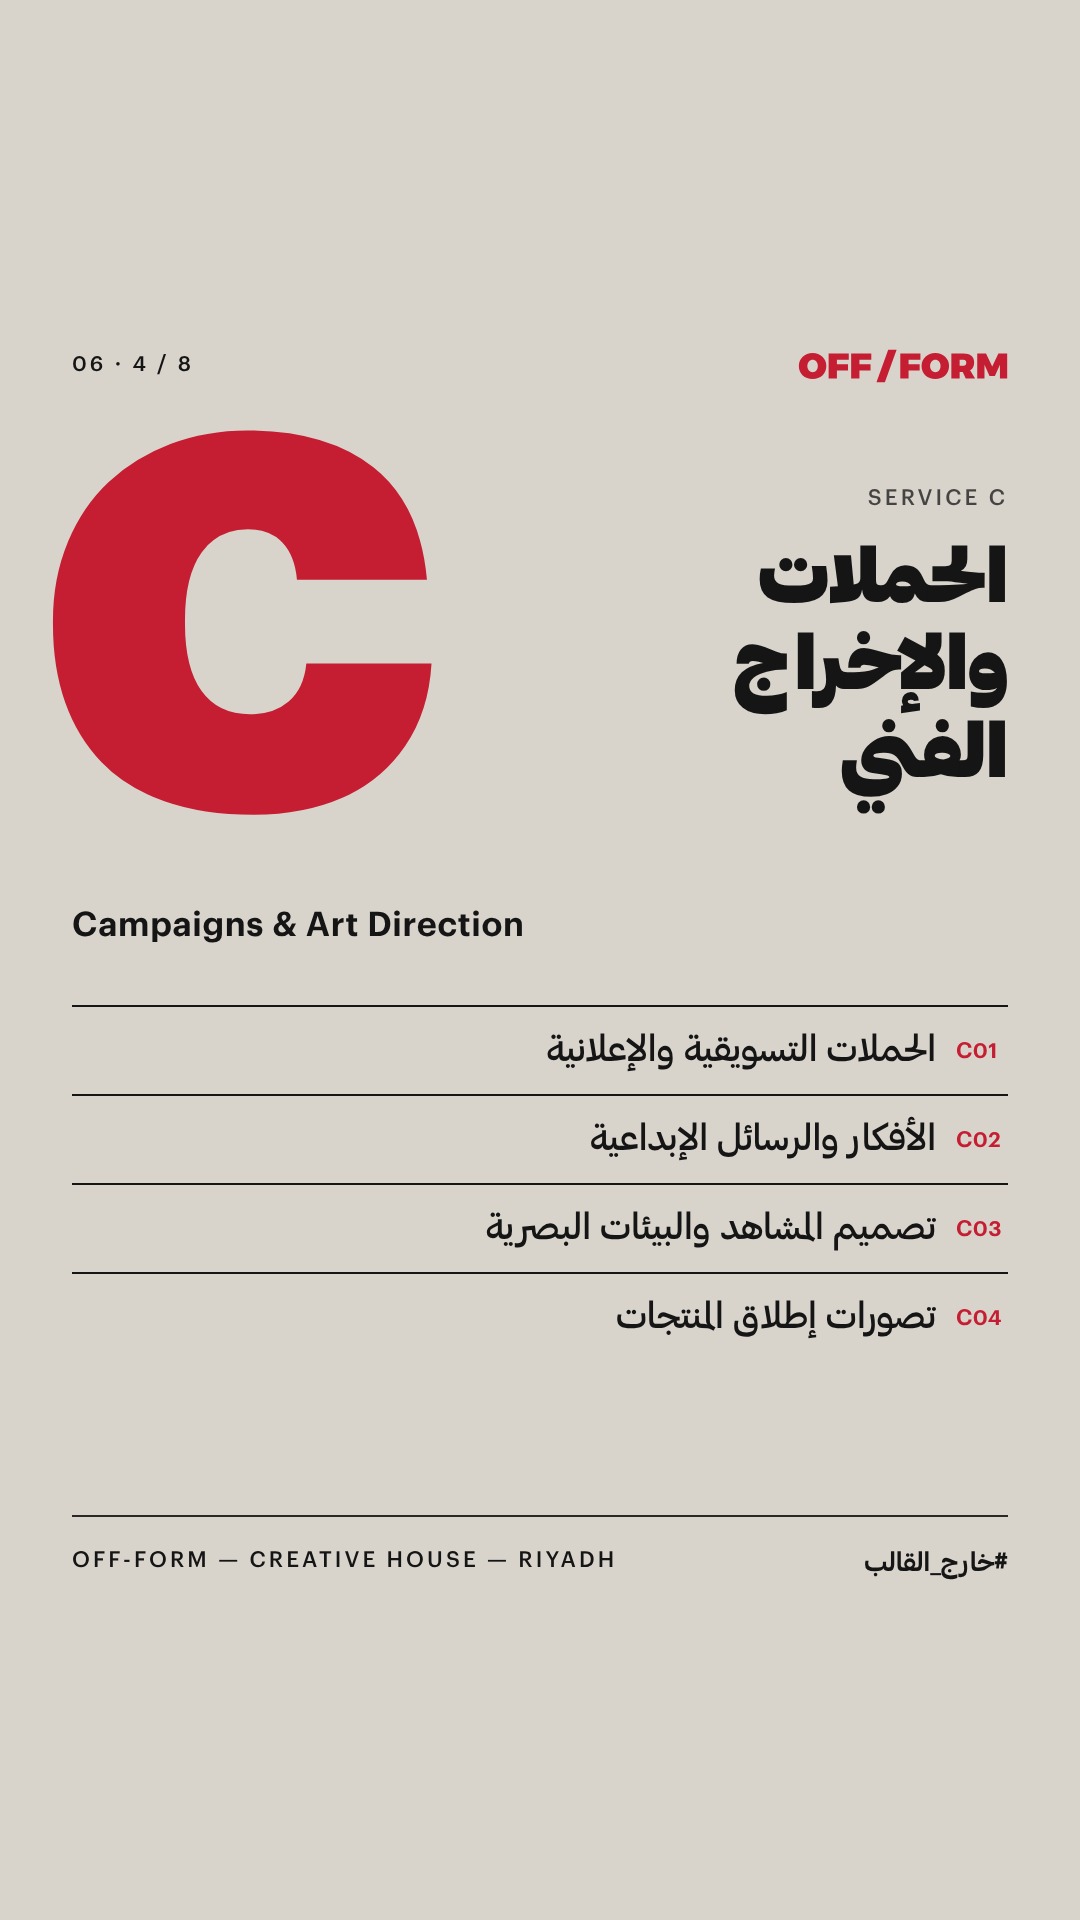 06 · 4 / 8
OFF/FORM
C
SERVICE C
الحملات
والإخراج
الفني
Campaigns & Art Direction
C01 الحملات التسويقية والإعلانية
C02 الأفكار والرسائل الإبداعية
C03 تصميم المشاهد والبيئات البصرية
C04 تصورات إطلاق المنتجات
OFF-FORM — CREATIVE HOUSE — RIYADH
#خارج_القالب